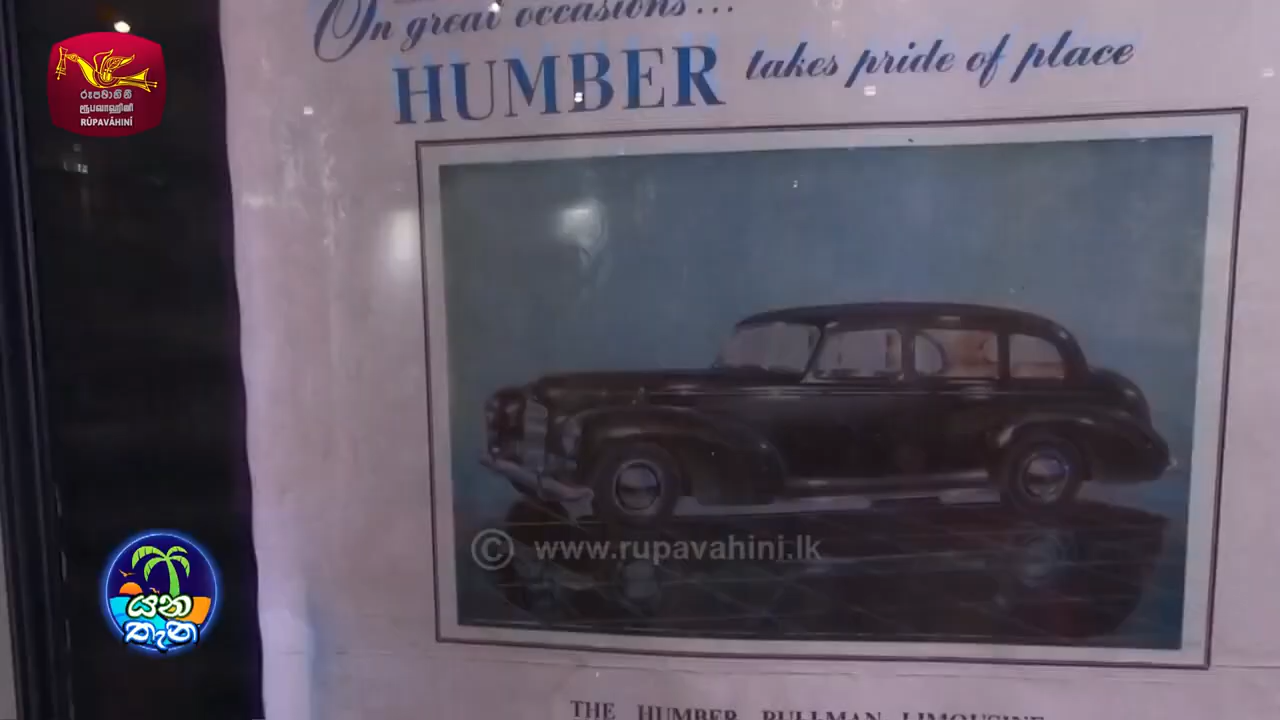 On great occasions...
HUMBER takes pride of place
රූපවාහිනී
ரூபவாஹினி
RŪPAVĀHINĪ
© www.rupavahini.lk
යන
තැන
THE HUMBER PULLMAN LIMOUSINE